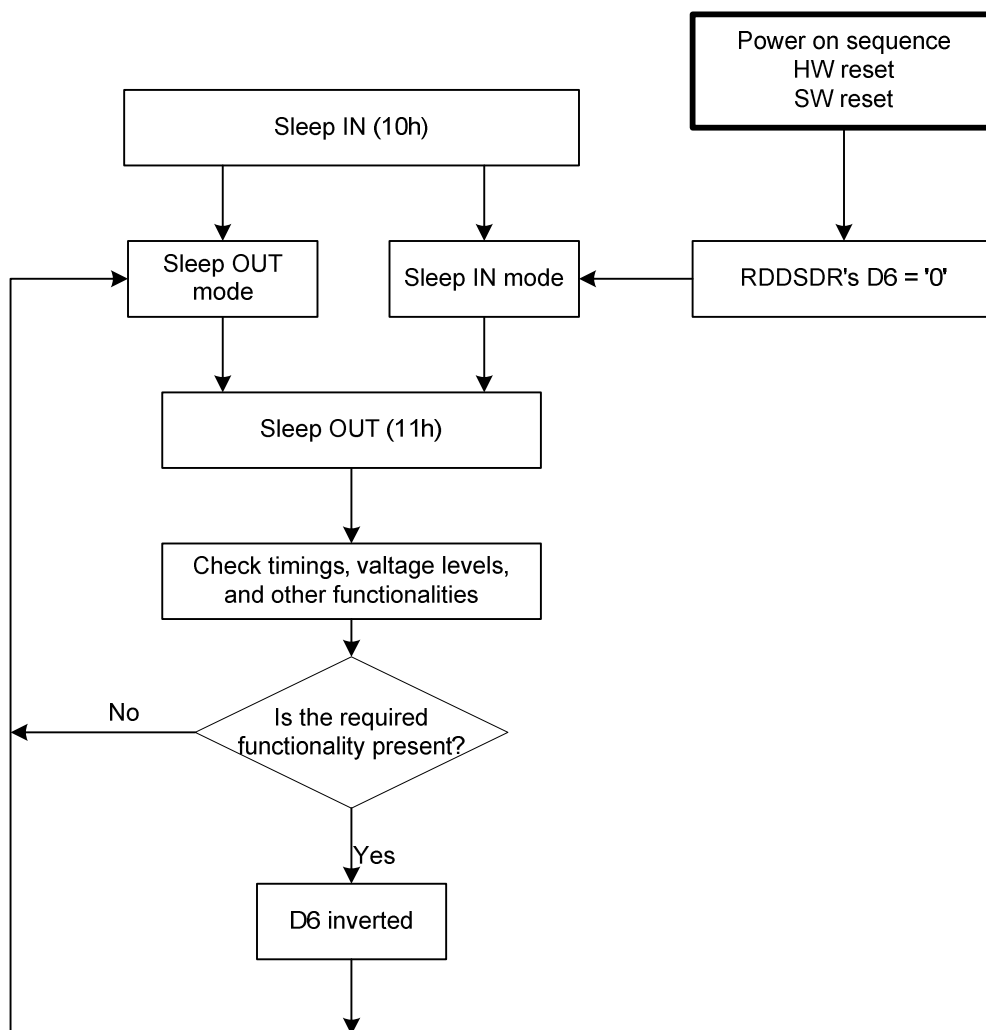 Power on sequence
HW reset
SW reset
Sleep IN (10h)
Sleep OUT
mode
Sleep IN mode
RDDSDR's D6 = '0'
Sleep OUT (11h)
Check timings, valtage levels,
and other functionalities
Is the required
functionality present?
No
Yes
D6 inverted